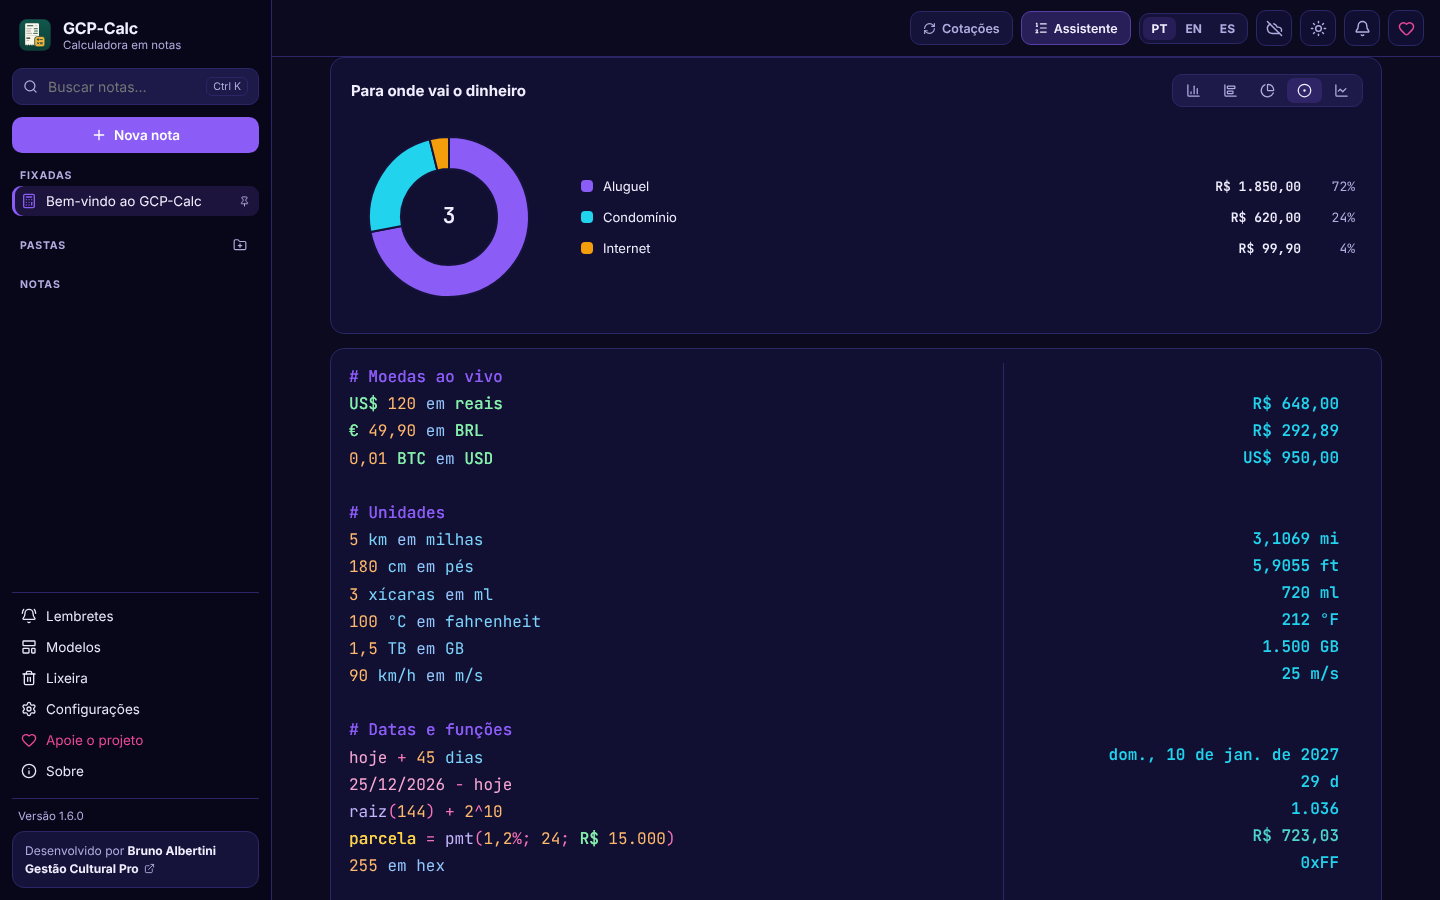 GCP-Calc
Calculadora em notas
Buscar notas...
Ctrl K
Nova nota
FIXADAS
Bem-vindo ao GCP-Calc
PASTAS
NOTAS
Lembretes
Modelos
Lixeira
Configurações
Apoie o projeto
Sobre
Versão 1.6.0
Desenvolvido por Bruno Albertini
Gestão Cultural Pro
Cotações
Assistente
PT EN ES
Para onde vai o dinheiro
3
Aluguel R$ 1.850,00 72%
Condomínio R$ 620,00 24%
Internet R$ 99,90 4%
# Moedas ao vivo
US$ 120 em reais R$ 648,00
€ 49,90 em BRL R$ 292,89
0,01 BTC em USD US$ 950,00
# Unidades
5 km em milhas 3,1069 mi
180 cm em pés 5,9055 ft
3 xícaras em ml 720 ml
100 °C em fahrenheit 212 °F
1,5 TB em GB 1.500 GB
90 km/h em m/s 25 m/s
# Datas e funções
hoje + 45 dias dom., 10 de jan. de 2027
25/12/2026 - hoje 29 d
raiz(144) + 2^10 1.036
parcela = pmt(1,2%; 24; R$ 15.000) R$ 723,03
255 em hex 0xFF